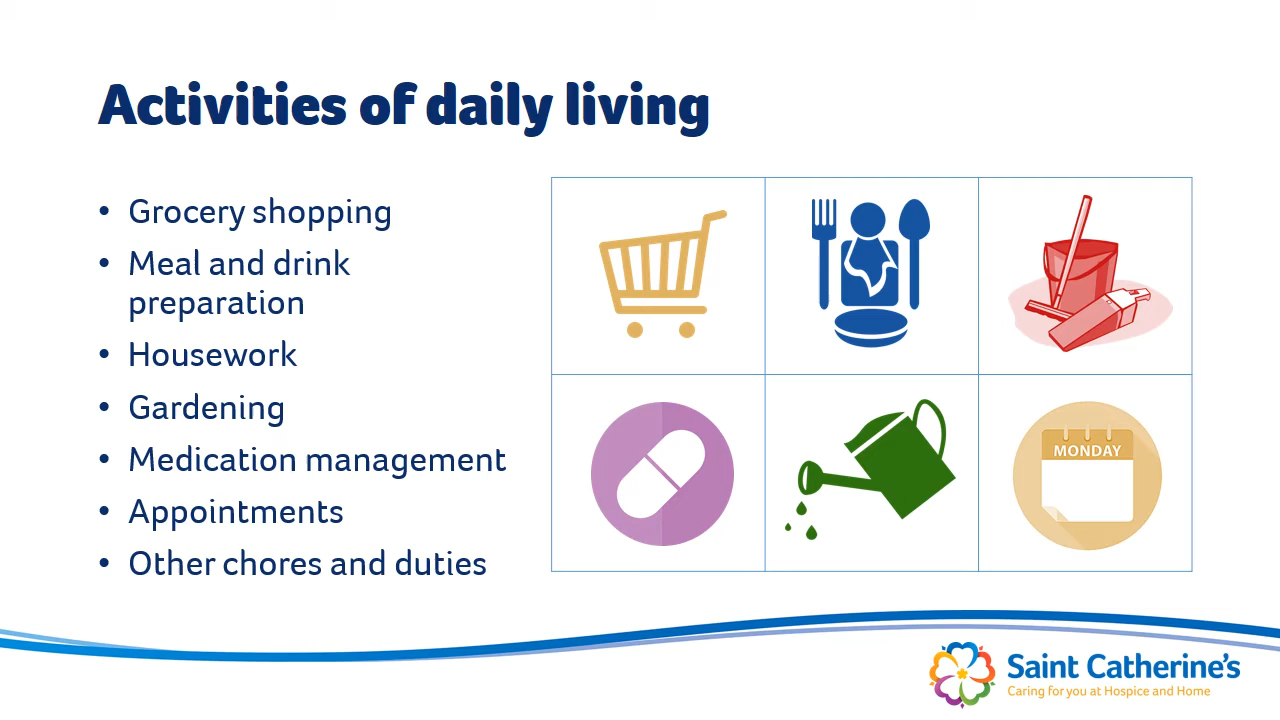 Activities of daily living
• Grocery shopping
• Meal and drink
preparation
• Housework
• Gardening
• Medication management
• Appointments
• Other chores and duties
MONDAY
Saint Catherine's
Caring for you at Hospice and Home